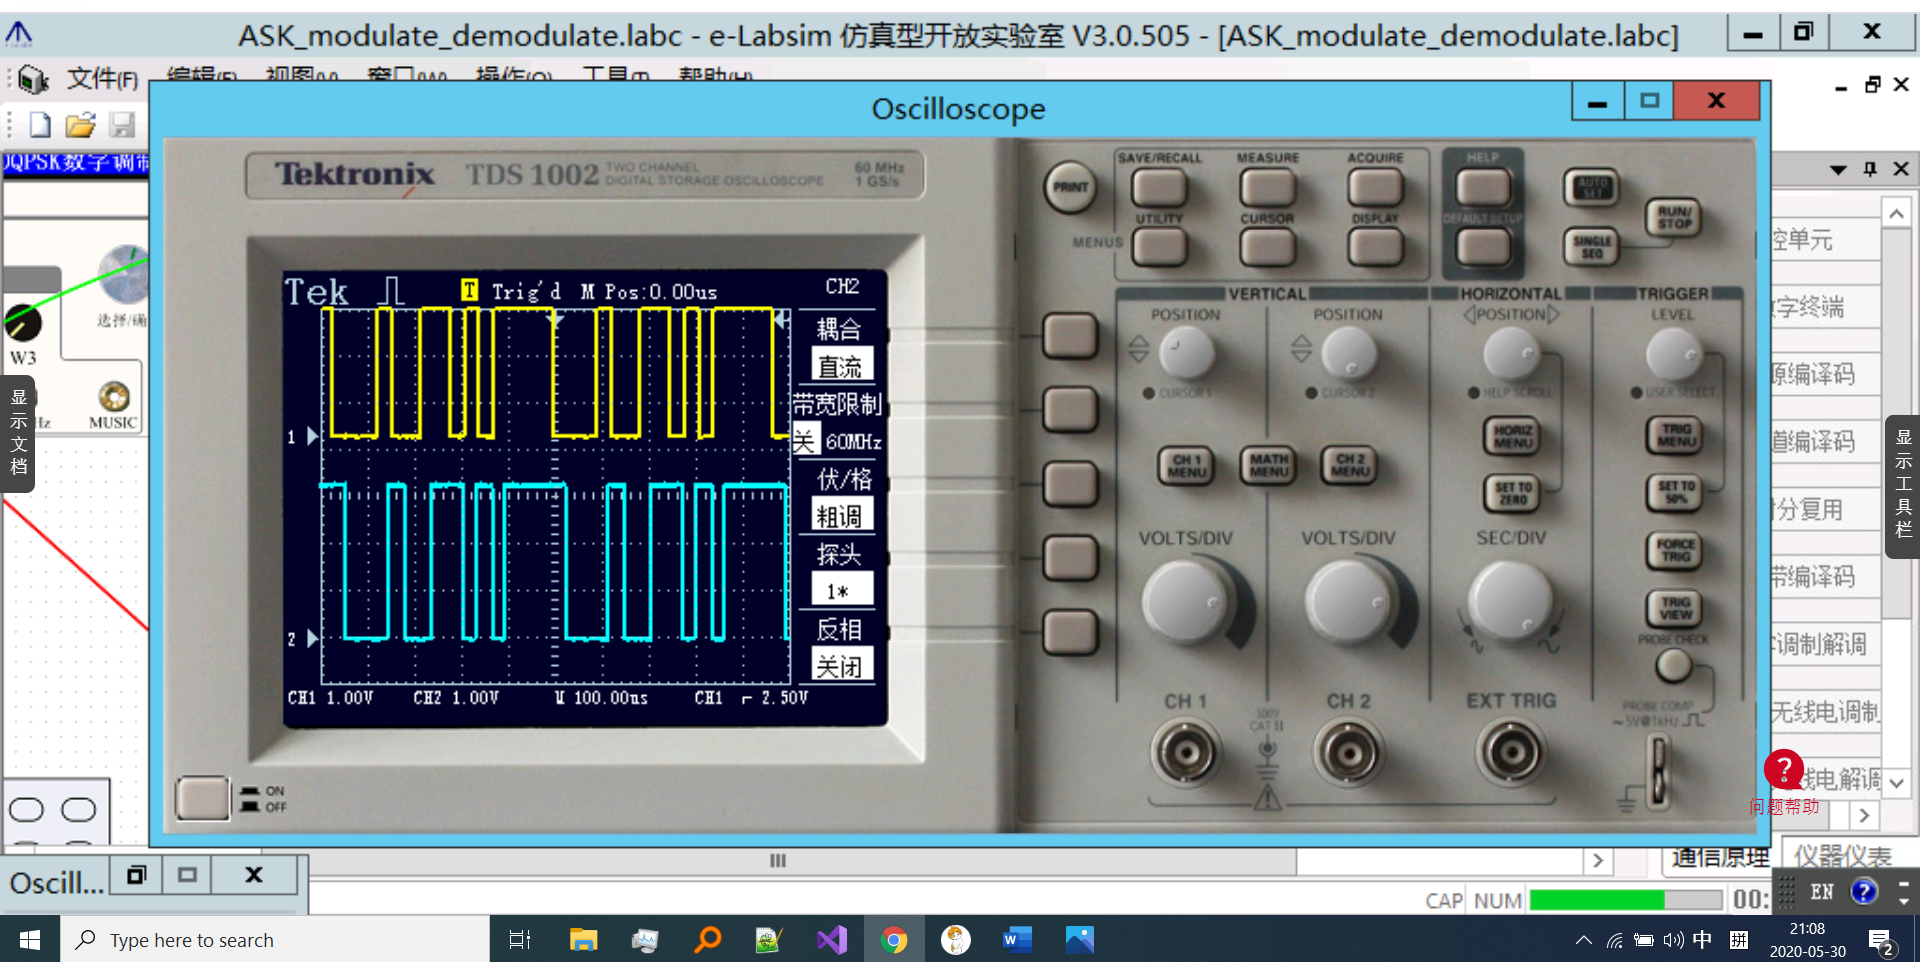 ASK_modulate_demodulate.labc - e-Labsim 仿真型开放实验室 V3.0.505 - [ASK_modulate_demodulate.labc]
文件(F) 编辑(E) 视图(V) 窗口(W) 操作(O) 工具(T) 帮助(H)
Oscilloscope
QPSK数字调制
Tektronix TDS 1002 TWO CHANNEL DIGITAL STORAGE OSCILLOSCOPE 60 MHz 1 GS/s
PRINT
SAVE/RECALL MEASURE ACQUIRE HELP
AUTO SET
UTILITY CURSOR DISPLAY DEFAULT SETUP
RUN/STOP
MENUS
SINGLE SEQ
控单元
Tek T Trig'd M Pos:0.00us CH2
VERTICAL HORIZONTAL TRIGGER
POSITION POSITION POSITION LEVEL
选择/确
数字终端
W3
耦合
直流
源编译码
CURSOR 1 CURSOR 2 HELP SCROLL USER SELECT
带宽限制
MUSIC
Hz
显示文档
1
关 60MHz
HORIZ MENU
TRIG MENU
道编译码
显示工具栏
CH 1 MENU MATH MENU CH 2 MENU
伏/格
粗调
SET TO ZERO
SET TO 50%
时分复用
VOLTS/DIV VOLTS/DIV SEC/DIV
FORCE TRIG
探头
1*
带编译码
TRIG VIEW
反相
2
PROBE CHECK
字调制解调
关闭
CH1 1.00V CH2 1.00V M 100.00us CH1 2.50V
CH 1 CH 2 EXT TRIG
300V CAT II
PROBE COMP
~5V@1kHz
无线电调制
线电解调
问题帮助
ON
OFF
Oscill...
通信原理 仪器仪表
CAP NUM 00:
EN
Type here to search
中 拼
21:08
2020-05-30
2